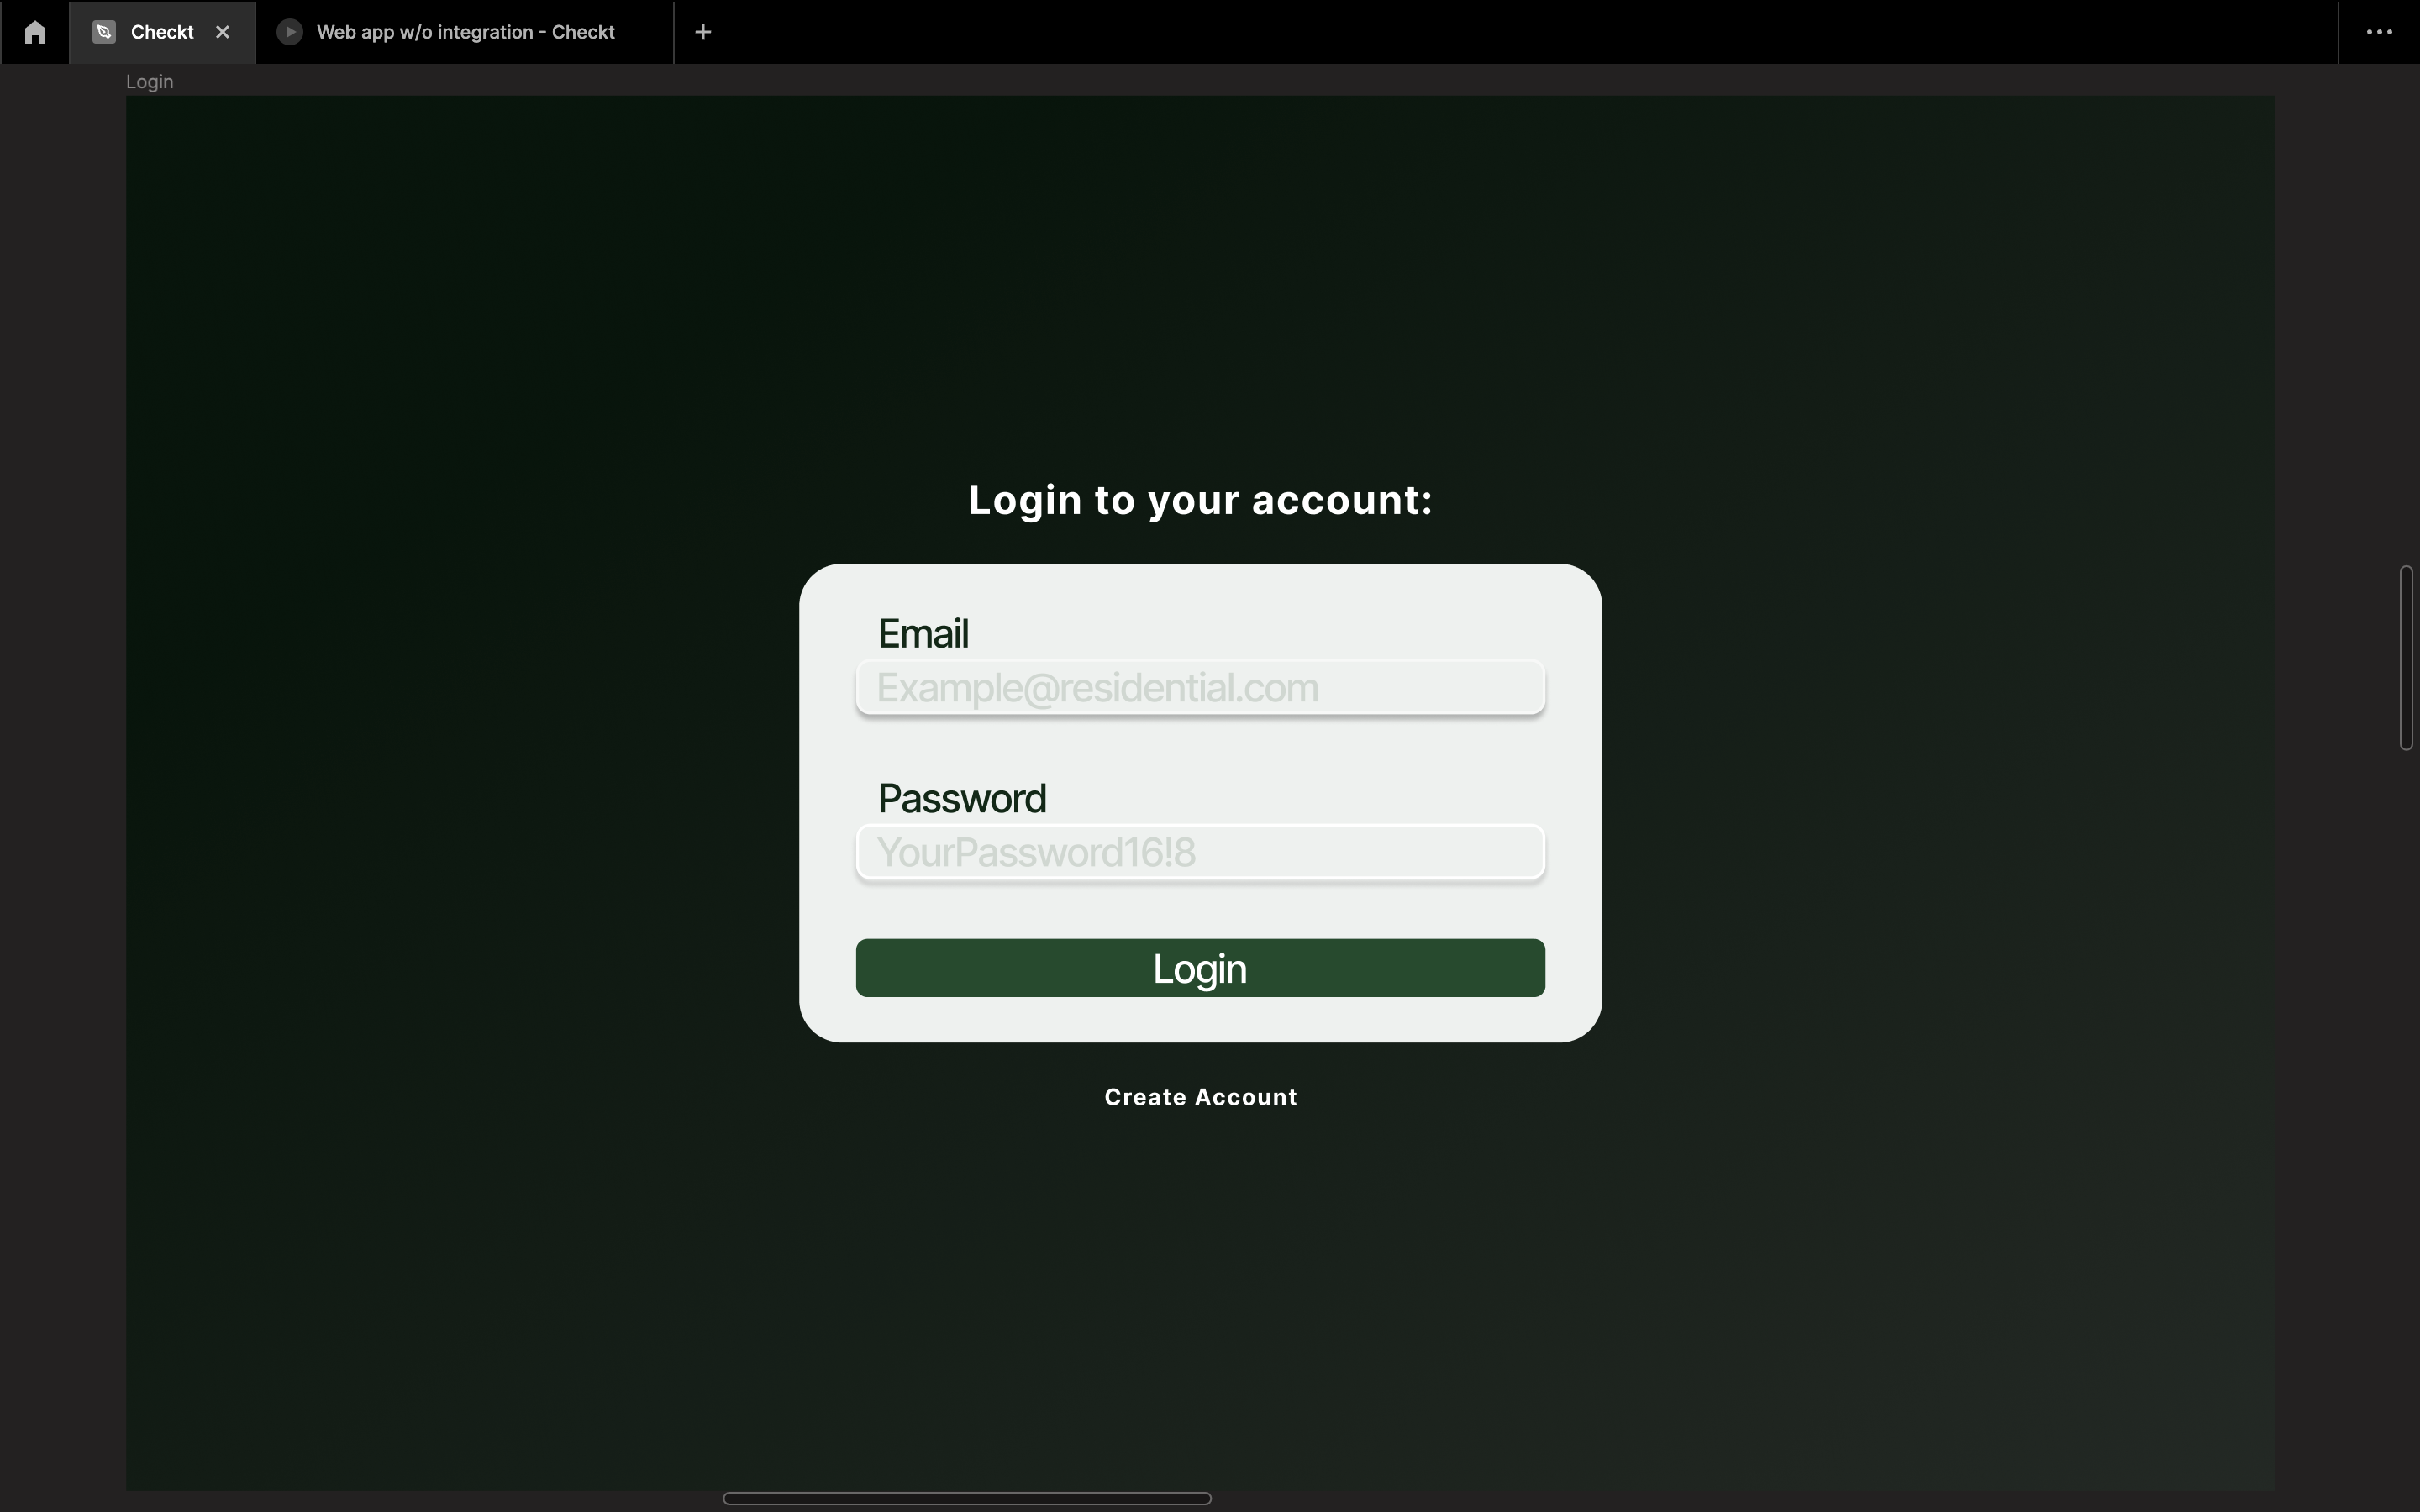 Checkt
Web app w/o integration - Checkt
Login
Login to your account:
Email
Example@residential.com
Password
YourPassword16!8
Login
Create Account